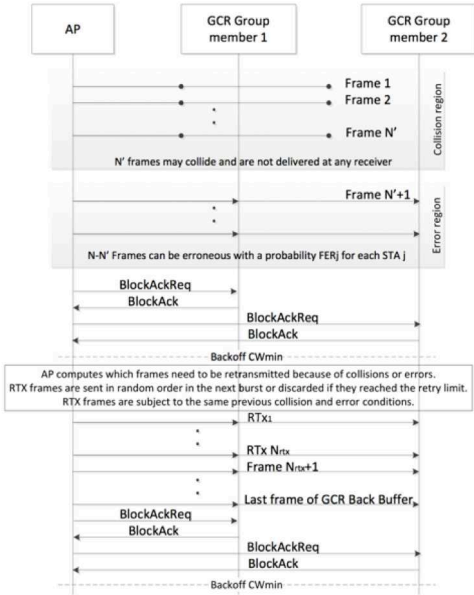 AP
GCR Group
member 1
GCR Group
member 2
Frame 1
Frame 2
Frame N'
N' frames may collide and are not delivered at any receiver
Collision region
Frame N'+1
N-N' Frames can be erroneous with a probability FERj for each STA j
Error region
BlockAckReq
BlockAck
BlockAckReq
BlockAck
Backoff CWmin
AP computes which frames need to be retransmitted because of collisions or errors.
RTX frames are sent in random order in the next burst or discarded if they reached the retry limit.
RTX frames are subject to the same previous collision and error conditions.
RTx1
RTx Nrtx
Frame Nrtx+1
Last frame of GCR Back Buffer
BlockAckReq
BlockAck
BlockAckReq
BlockAck
Backoff CWmin